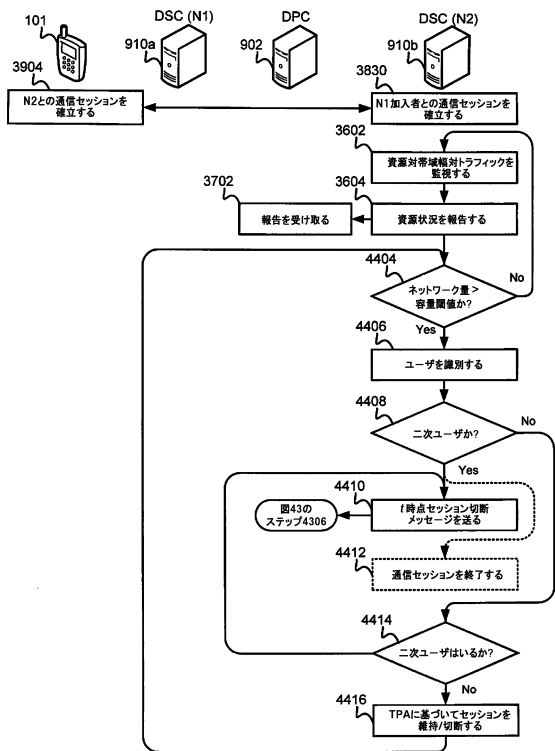 101
DSC (N1)
910a
DPC
902
DSC (N2)
910b
3904
N2との通信セッションを
確立する
3830
N1加入者との通信セッションを
確立する
3602
資源対帯域幅対トラフィックを
監視する
3702
報告を受け取る
3604
資源状況を報告する
4404
ネットワーク量 >
容量閾値か?
No
Yes
4406
ユーザを識別する
4408
二次ユーザか?
No
Yes
4410
t 時点セッション切断
メッセージを送る
図43の
ステップ4306
4412
通信セッションを終了する
4414
二次ユーザはいるか?
No
4416
TPAに基づいてセッションを
維持/切断する